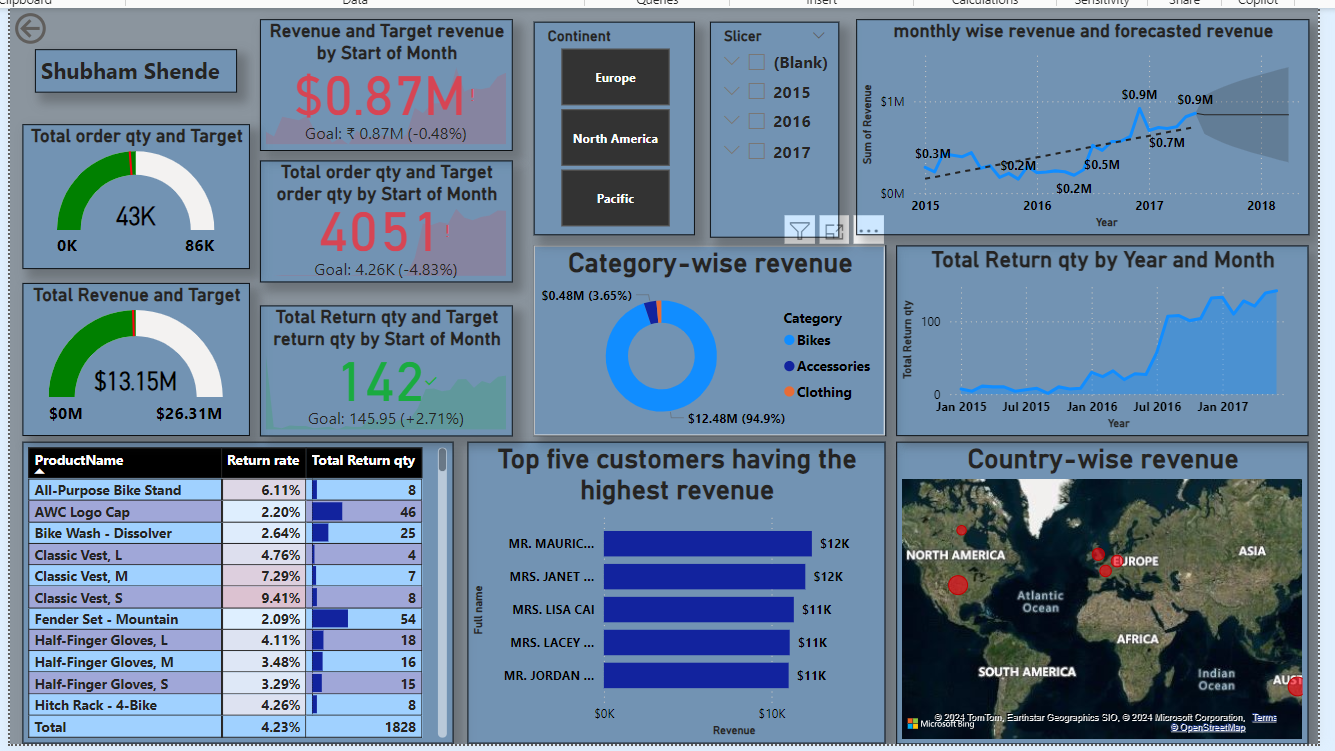 Clipboard
Data
Queries
Insert
Calculations
Sensitivity
Share
Copilot
Shubham Shende
Total order qty and Target
43K
0K
86K
Total Revenue and Target
$13.15M
$0M
$26.31M
Revenue and Target revenue
by Start of Month
$0.87M!
Goal: ₹ 0.87M (-0.48%)
Total order qty and Target
order qty by Start of Month
4051!
Goal: 4.26K (-4.83%)
Total Return qty and Target
return qty by Start of Month
142
Goal: 145.95 (+2.71%)
Continent
Europe
North America
Pacific
Slicer
(Blank)
2015
2016
2017
monthly wise revenue and forecasted revenue
Sum of Revenue
$1M
$0M
$0.3M
$0.2M
$0.2M
$0.5M
$0.9M
$0.7M
$0.9M
2015
2016
2017
2018
Year
Category-wise revenue
$0.48M (3.65%)
$12.48M (94.9%)
Category
Bikes
Accessories
Clothing
Total Return qty by Year and Month
Total Return qty
100
0
Jan 2015
Jul 2015
Jan 2016
Jul 2016
Jan 2017
Year
ProductName Return rate Total Return qty
All-Purpose Bike Stand 6.11% 8
AWC Logo Cap 2.20% 46
Bike Wash - Dissolver 2.64% 25
Classic Vest, L 4.76% 4
Classic Vest, M 7.29% 7
Classic Vest, S 9.41% 8
Fender Set - Mountain 2.09% 54
Half-Finger Gloves, L 4.11% 18
Half-Finger Gloves, M 3.48% 16
Half-Finger Gloves, S 3.29% 15
Hitch Rack - 4-Bike 4.26% 8
Total 4.23% 1828
Top five customers having the
highest revenue
Full name
MR. MAURIC... $12K
MRS. JANET ... $12K
MRS. LISA CAI $11K
MRS. LACEY ... $11K
MR. JORDAN ... $11K
$0K
$10K
Revenue
Country-wise revenue
NORTH AMERICA
EUROPE
ASIA
Atlantic
Ocean
AFRICA
SOUTH AMERICA
Indian
Ocean
AUST
Microsoft Bing
© 2024 TomTom, Earthstar Geographics SIO, © 2024 Microsoft Corporation, Terms
© OpenStreetMap